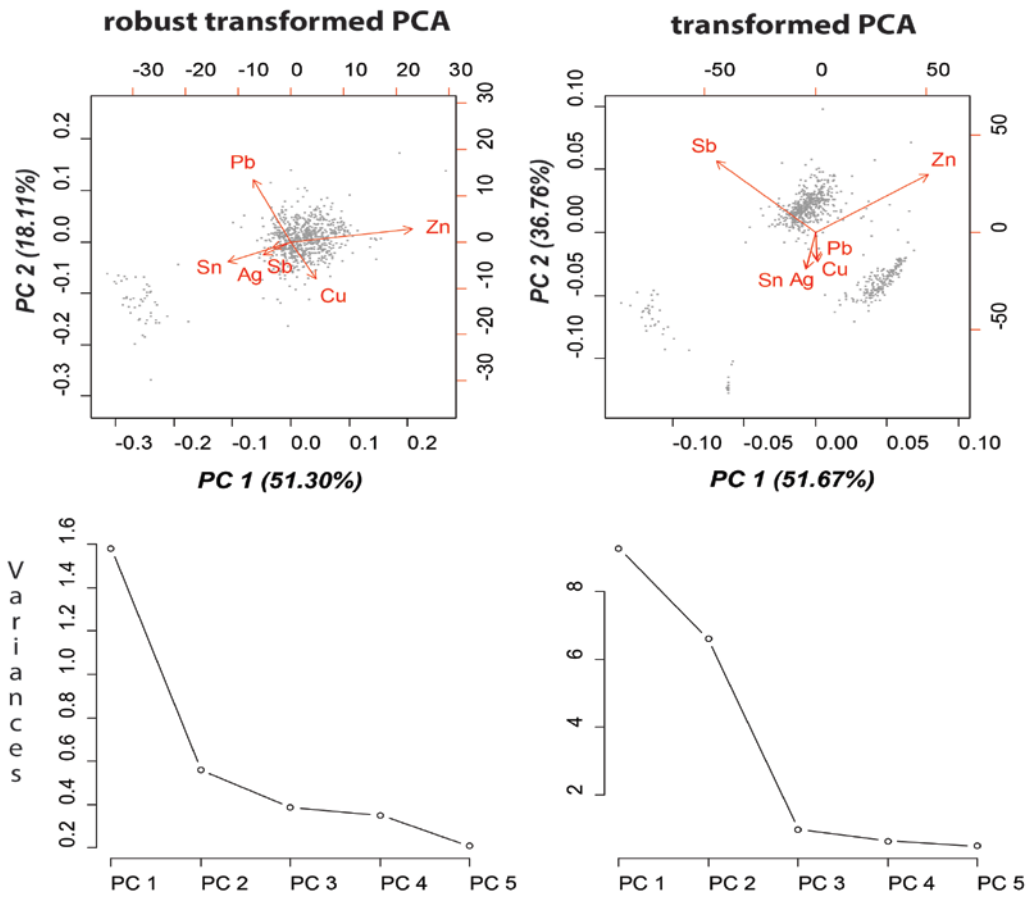 robust transformed PCA
-30 -20 -10 0 10 20 30
0.2 0.1 0.0 -0.1 -0.2 -0.3
30 20 10 0 -10 -20 -30
Pb
Zn
Sn
Ag
Sb
Cu
PC 2 (18.11%)
-0.3 -0.2 -0.1 0.0 0.1 0.2
PC 1 (51.30%)
transformed PCA
-50 0 50
0.10 0.05 0.00 -0.05 -0.10
50 0 -50
Sb
Zn
Pb
Cu
Sn Ag
PC 2 (36.76%)
-0.10 -0.05 0.00 0.05 0.10
PC 1 (51.67%)
Variances
1.6 1.4 1.2 1.0 0.8 0.6 0.4 0.2
PC 1 PC 2 PC 3 PC 4 PC 5
8 6 4 2
PC 1 PC 2 PC 3 PC 4 PC 5